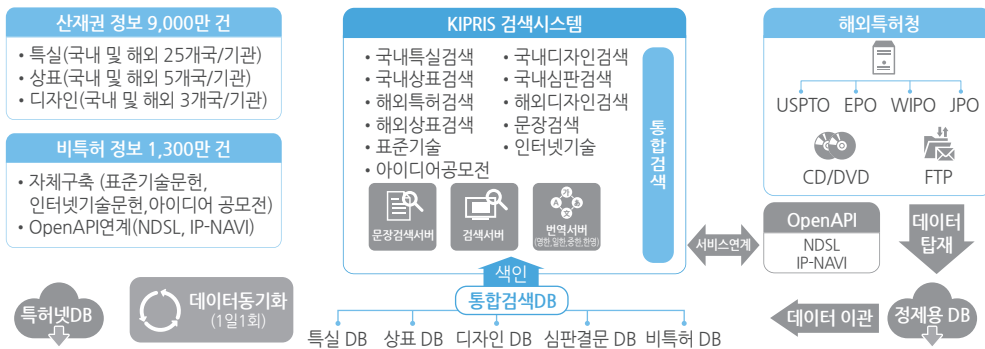 산재권 정보 9,000만 건
• 특실(국내 및 해외 25개국/기관)
• 상표(국내 및 해외 5개국/기관)
• 디자인(국내 및 해외 3개국/기관)
비특허 정보 1,300만 건
• 자체구축 (표준기술문헌,
인터넷기술문헌,아이디어 공모전)
• OpenAPI연계(NDSL, IP-NAVI)
특허넷DB
데이터동기화
(1일1회)
KIPRIS 검색시스템
• 국내특실검색
• 국내상표검색
• 해외특허검색
• 해외상표검색
• 표준기술
• 아이디어공모전
• 국내디자인검색
• 국내심판검색
• 해외디자인검색
• 문장검색
• 인터넷기술
통합검색
문장검색서버
검색서버
가
A あ
文
번역서버
(영한,일한,중한,한영)
색인
통합검색DB
특실 DB 상표 DB 디자인 DB 심판결문 DB 비특허 DB
서비스연계
해외특허청
USPTO EPO WIPO JPO
CD/DVD FTP
OpenAPI
NDSL
IP-NAVI
데이터
탑재
데이터 이관
정제용 DB